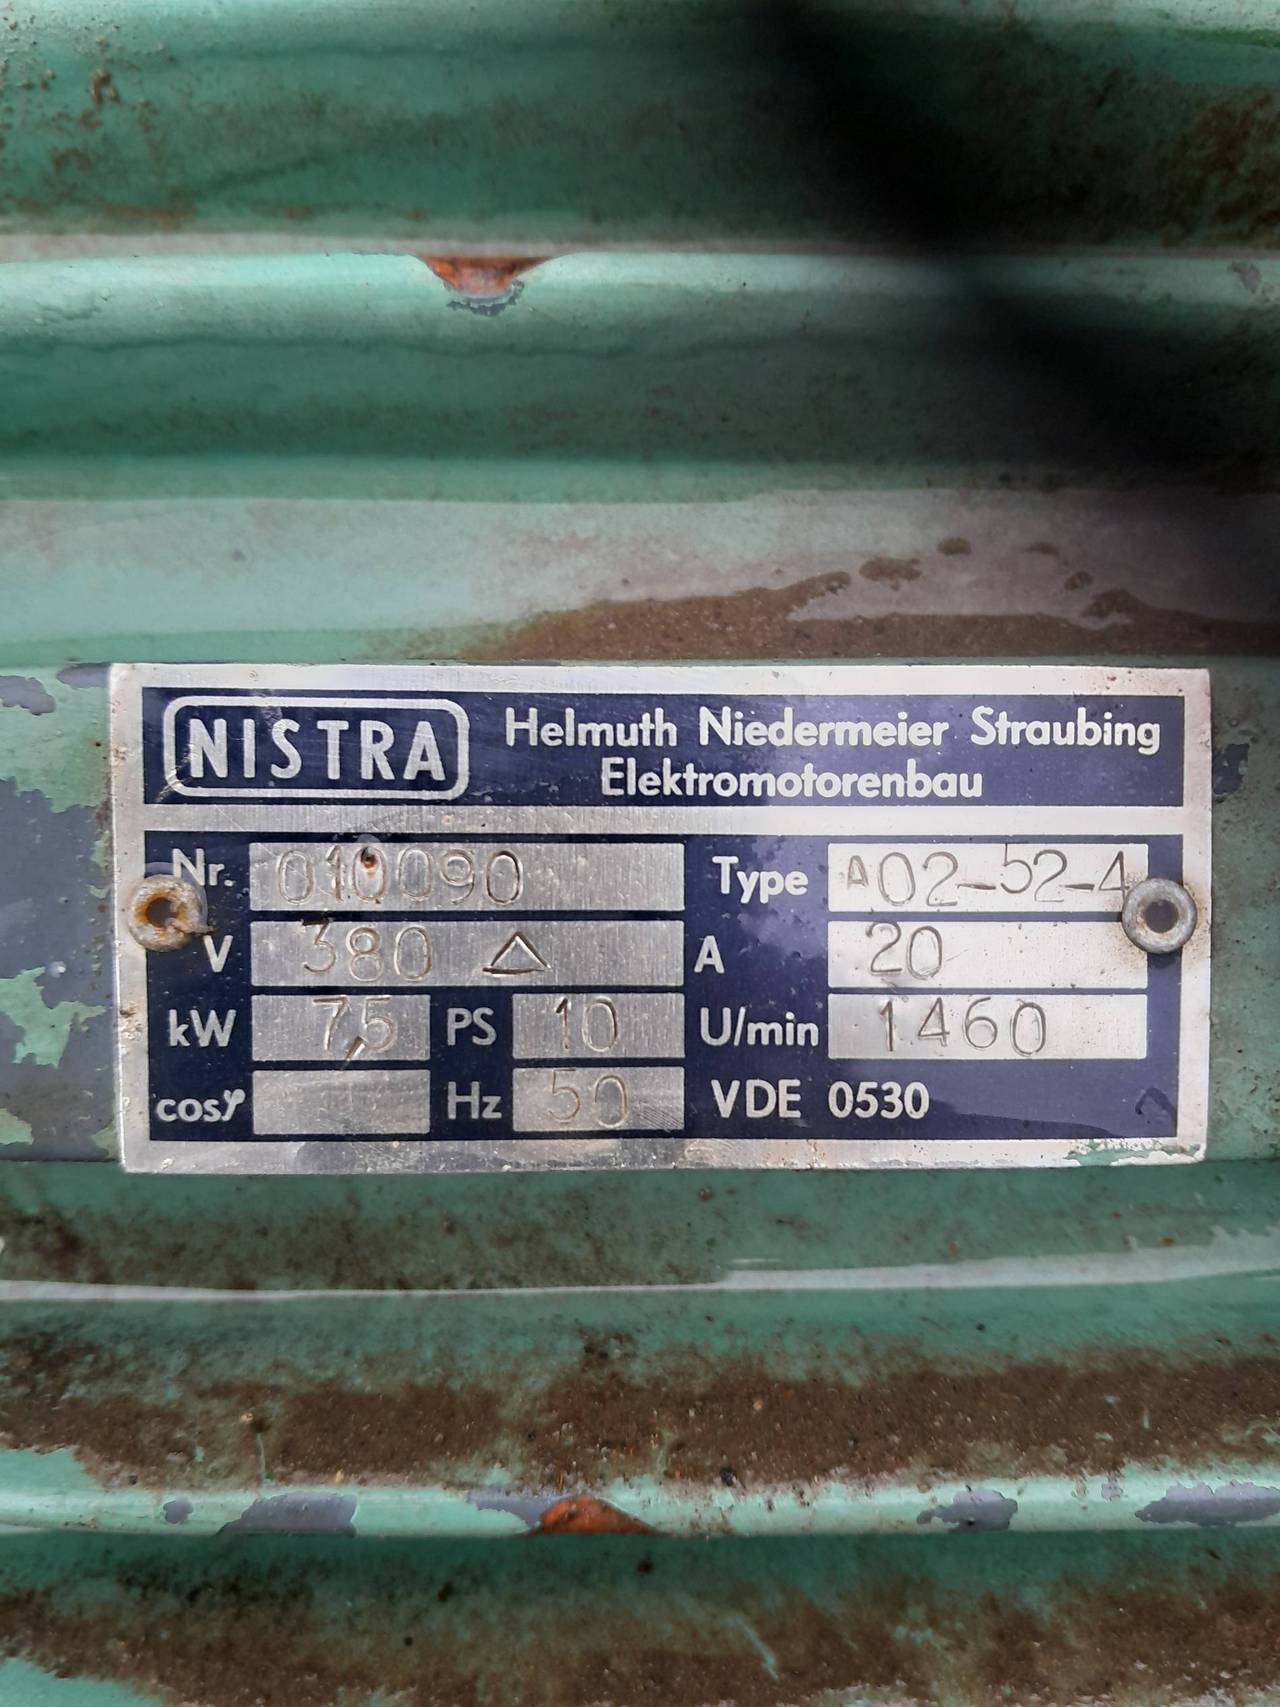 NISTRA Helmuth Niedermeier Straubing
Elektromotorenbau
Nr. 010090 Type A02-52-4
V 380 △ A 20
kW 7,5 PS 10 U/min 1460
cosφ Hz 50 VDE 0530